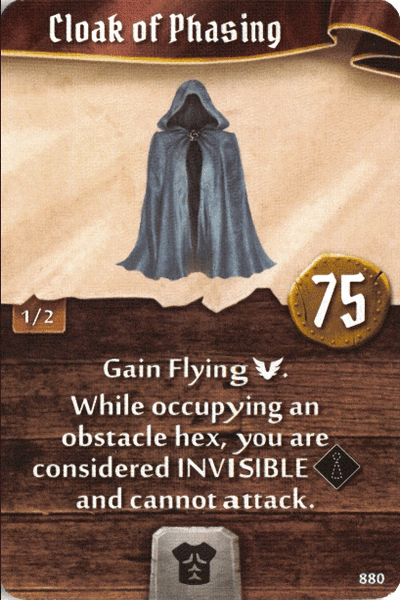 Cloak of Phasing
75
1/2
Gain Flying.
While occupying an
obstacle hex, you are
considered INVISIBLE
and cannot attack.
880